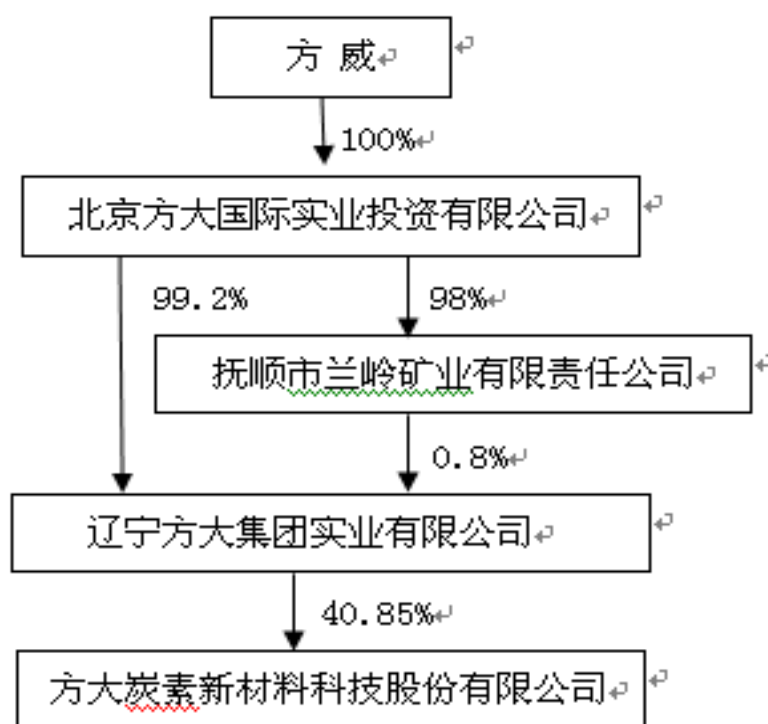 方 威
100%
北京方大国际实业投资有限公司
99.2% 98%
抚顺市兰岭矿业有限责任公司
0.8%
辽宁方大集团实业有限公司
40.85%
方大炭素新材料科技股份有限公司